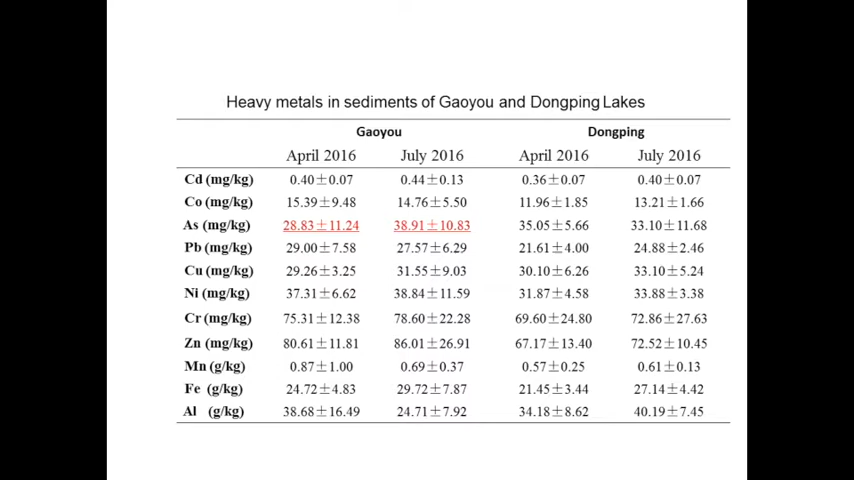 Heavy metals in sediments of Gaoyou and Dongping Lakes
Gaoyou Dongping
April 2016 July 2016 April 2016 July 2016
Cd (mg/kg) 0.40±0.07 0.44±0.13 0.36±0.07 0.40±0.07
Co (mg/kg) 15.39±9.48 14.76±5.50 11.96±1.85 13.21±1.66
As (mg/kg) 28.83±11.24 38.91±10.83 35.05±5.66 33.10±11.68
Pb (mg/kg) 29.00±7.58 27.57±6.29 21.61±4.00 24.88±2.46
Cu (mg/kg) 29.26±3.25 31.55±9.03 30.10±6.26 33.10±5.24
Ni (mg/kg) 37.31±6.62 38.84±11.59 31.87±4.58 33.88±3.38
Cr (mg/kg) 75.31±12.38 78.60±22.28 69.60±24.80 72.86±27.63
Zn (mg/kg) 80.61±11.81 86.01±26.91 67.17±13.40 72.52±10.45
Mn (g/kg) 0.87±1.00 0.69±0.37 0.57±0.25 0.61±0.13
Fe (g/kg) 24.72±4.83 29.72±7.87 21.45±3.44 27.14±4.42
Al (g/kg) 38.68±16.49 24.71±7.92 34.18±8.62 40.19±7.45